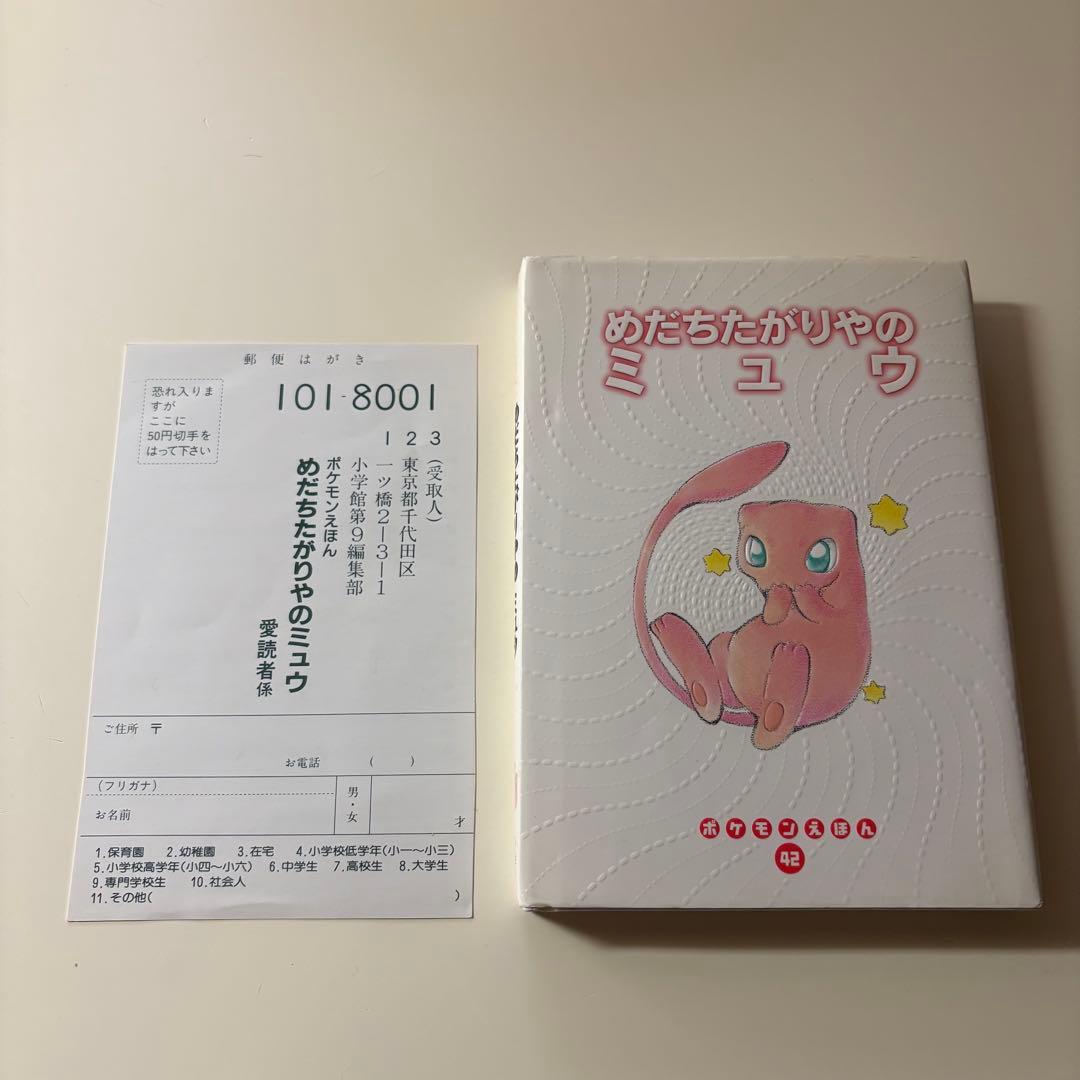 郵便はがき
恐れ入りま
すが
ここに
50円切手を
はって下さい
101-8001
123
(受取人)
東京都千代田区
一ツ橋2―3―1
小学館第9編集部
ポケモンえほん
めだちたがりやのミュウ
愛読者係
ご住所 〒
お電話 ( )
(フリガナ)
お名前
男・女
才
1.保育園 2.幼稚園 3.在宅 4.小学校低学年(小一～小三)
5.小学校高学年(小四～小六) 6.中学生 7.高校生 8.大学生
9.専門学校生 10.社会人
11.その他( )
めだちたがりやの
ミュウ
ポケモンえほん
42